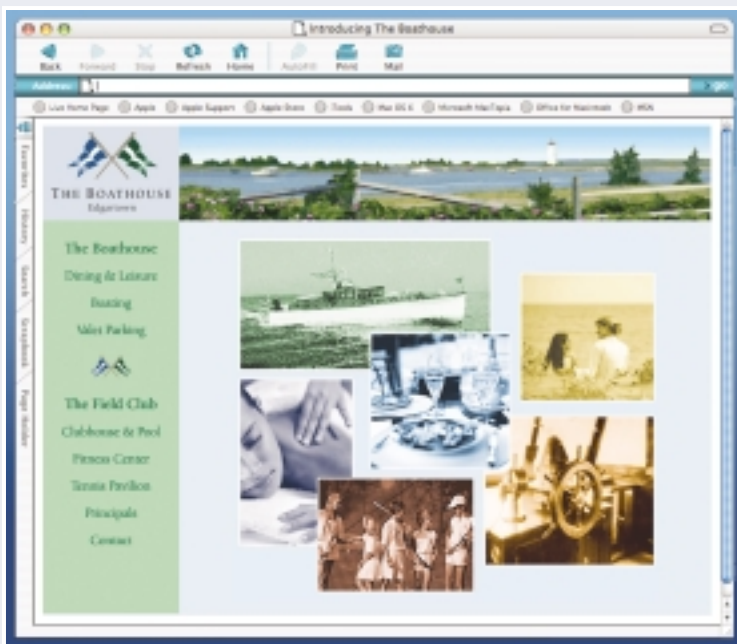 Introducing The Boathouse
Back Forward Stop Refresh Home AutoFill Print Mail
Address: go
Live Home Page Apple Apple Support Apple Store iTools Mac OS X Microsoft MacTopia Office for Macintosh MSN
Favorites
History
Search
Scrapbook
Page Holder
THE BOATHOUSE
Edgartown
The Boathouse
Dining & Leisure
Boating
Valet Parking
The Field Club
Clubhouse & Pool
Fitness Center
Tennis Pavilion
Principals
Contact